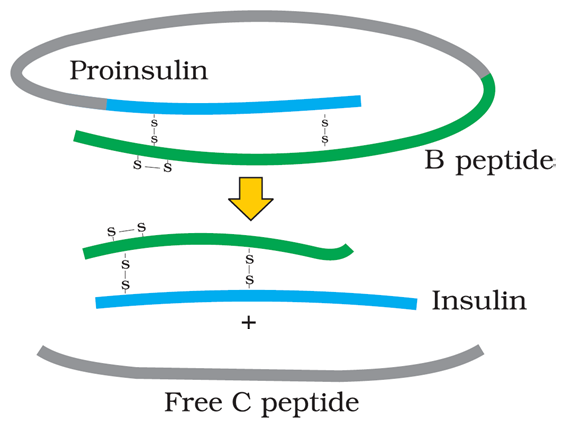 Proinsulin
s s
s s
B peptide
s — s
s — s
s s
s s
Insulin
+
Free C peptide